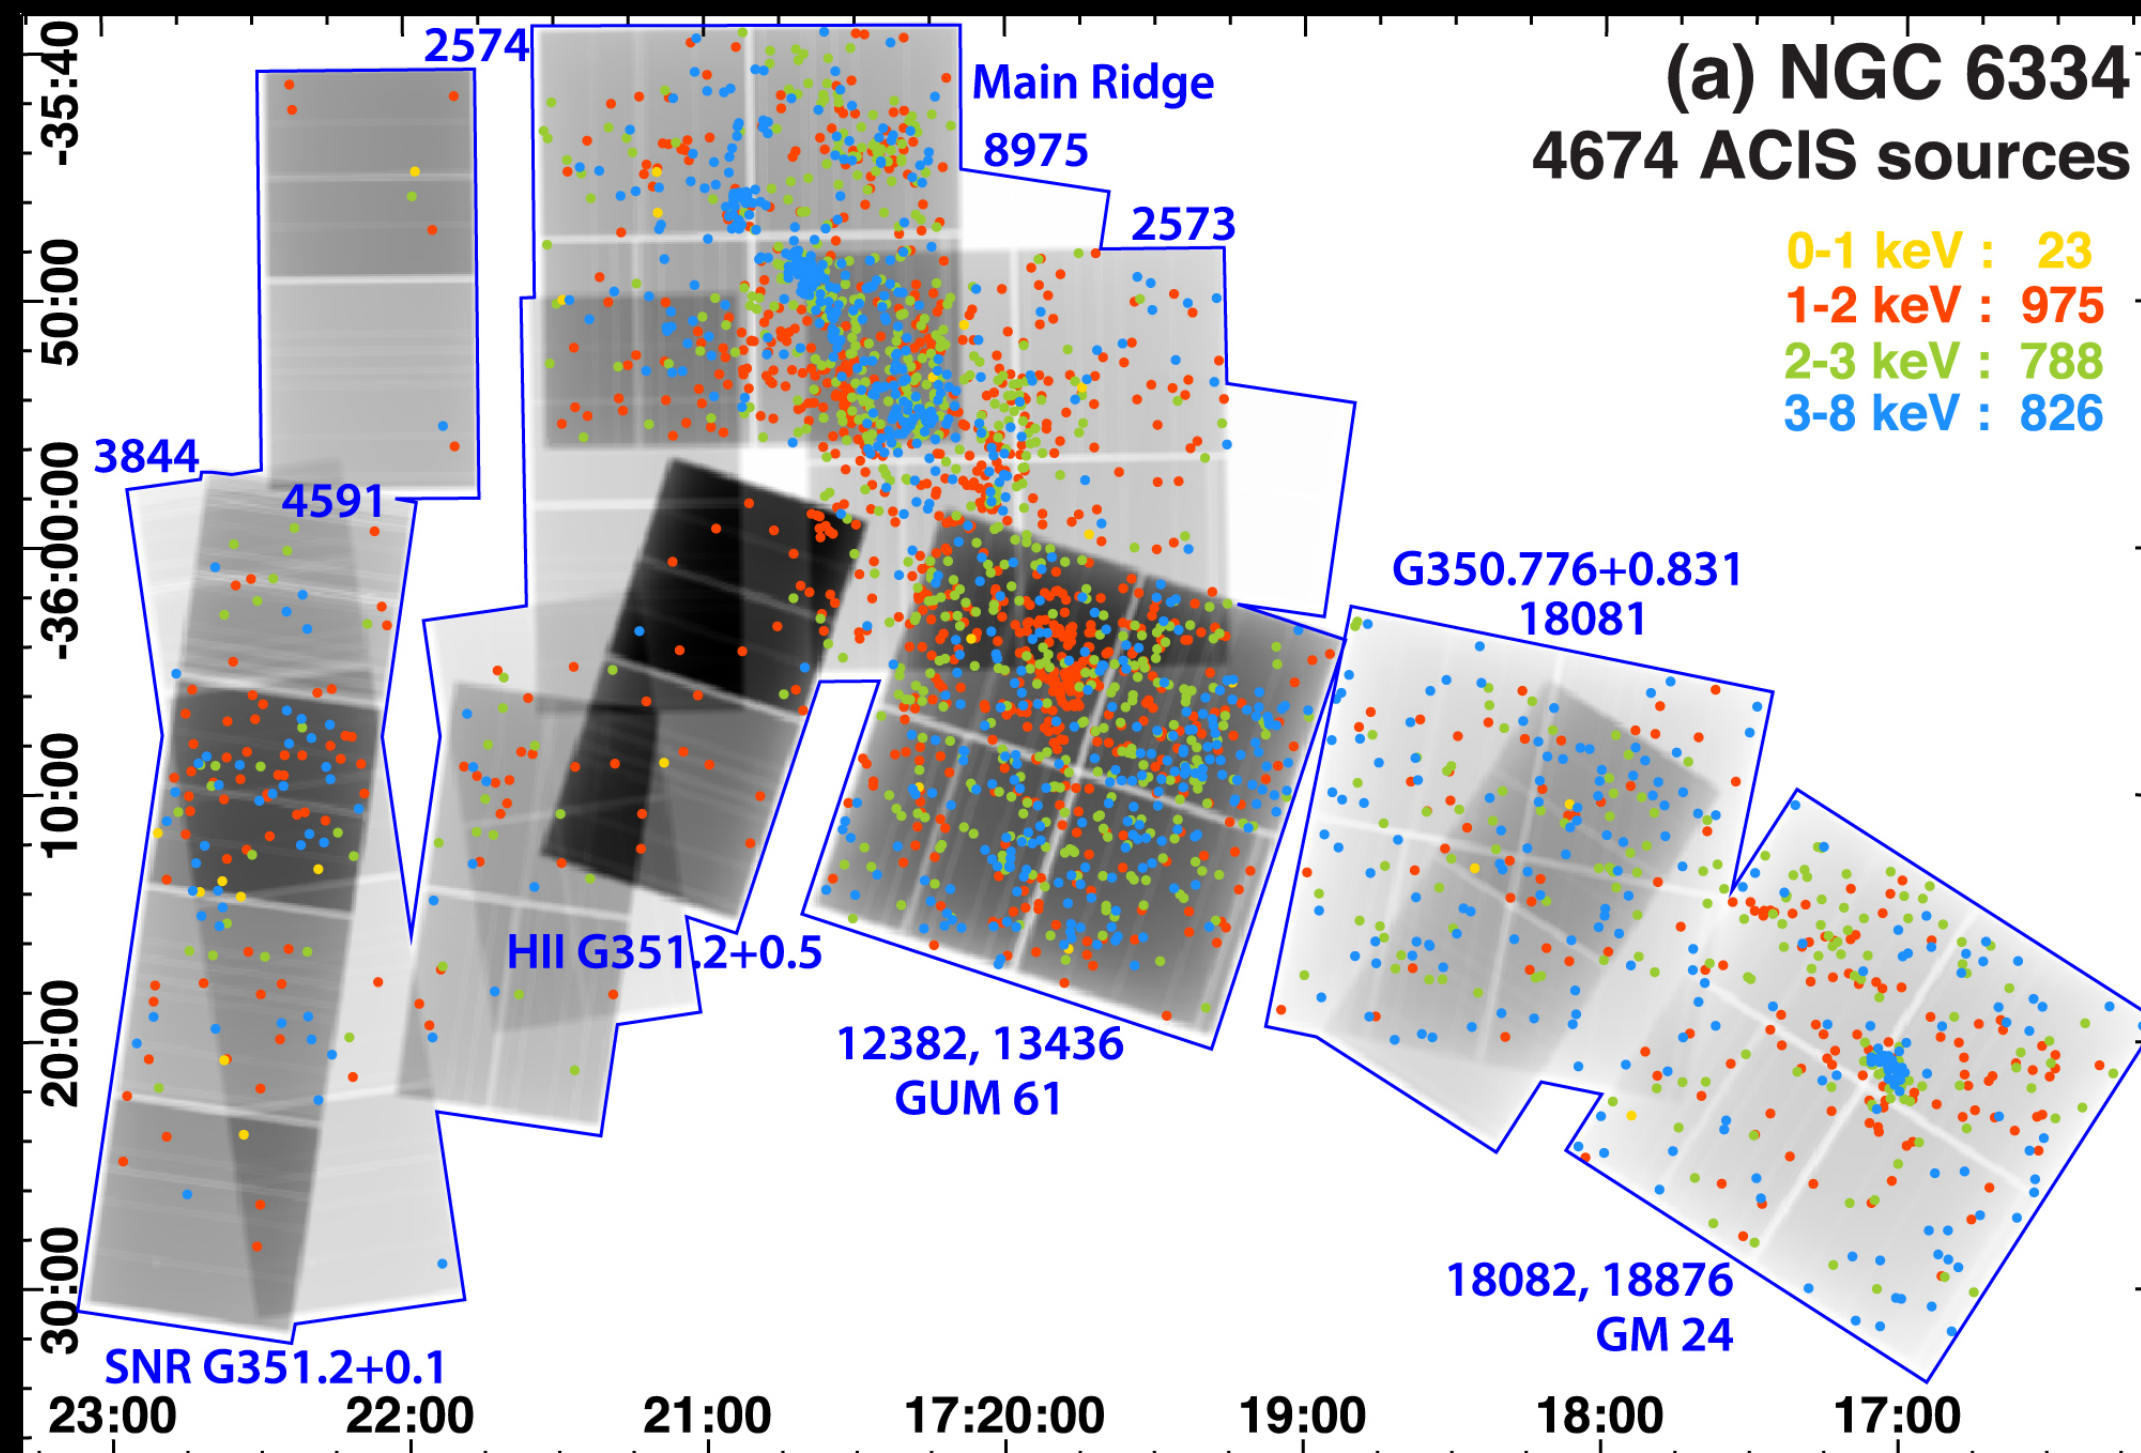 (a) NGC 6334
4674 ACIS sources
0-1 keV : 23
1-2 keV : 975
2-3 keV : 788
3-8 keV : 826
2574
Main Ridge
8975
2573
3844
4591
G350.776+0.831
18081
HII G351.2+0.5
12382, 13436
GUM 61
18082, 18876
GM 24
SNR G351.2+0.1
-35:40
50:00
-36:00:00
10:00
20:00
30:00
23:00
22:00
21:00
17:20:00
19:00
18:00
17:00